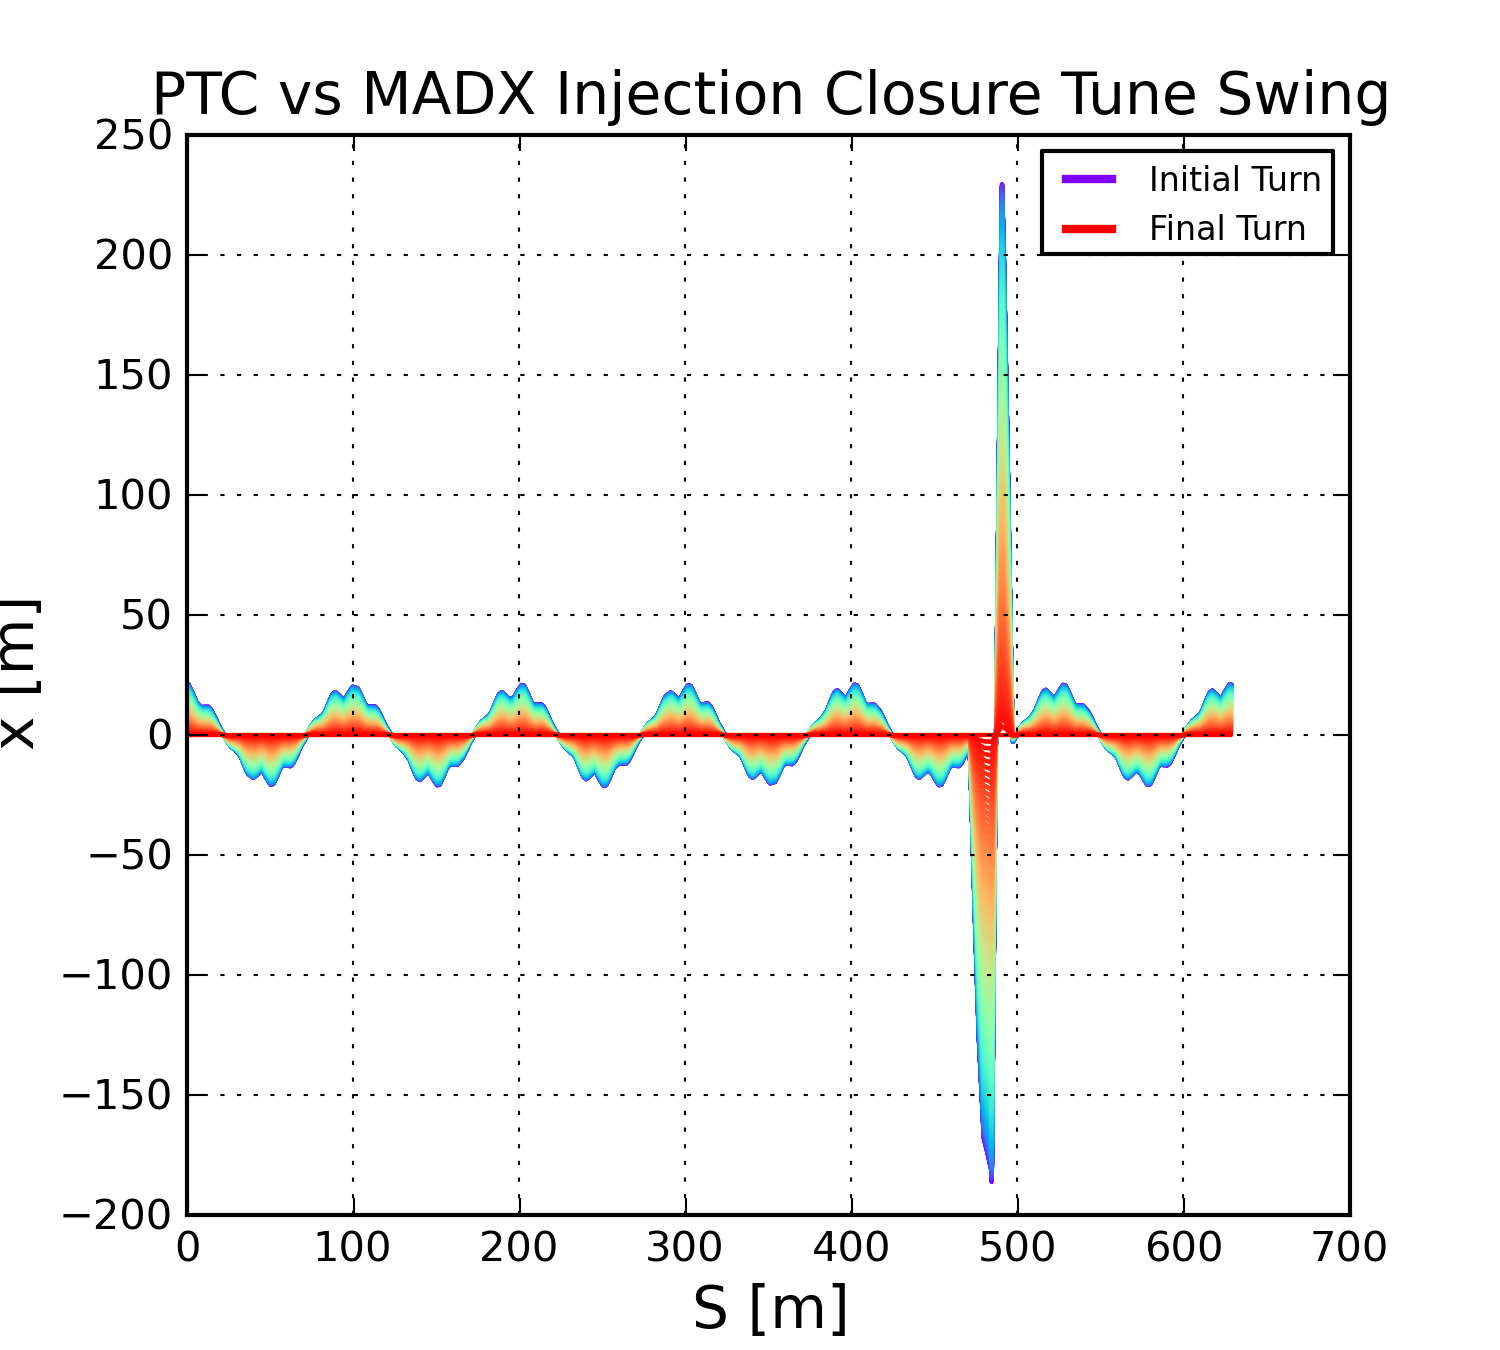 PTC vs MADX Injection Closure Tune Swing
250
200
150
100
50
0
−50
−100
−150
−200
x [m]
Initial Turn
Final Turn
0 100 200 300 400 500 600 700
S [m]